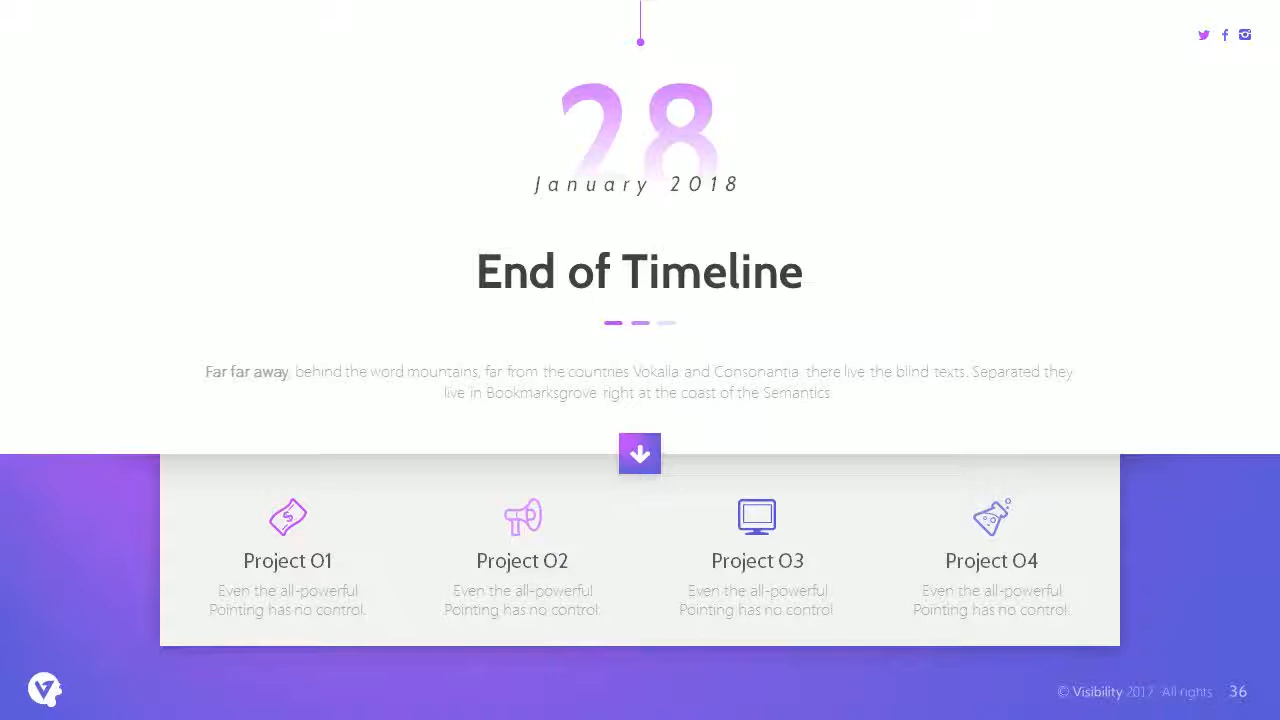 28
January 2018
End of Timeline
Far far away, behind the word mountains, far from the countries Vokalia and Consonantia, there live the blind texts. Separated they
live in Bookmarksgrove right at the coast of the Semantics
Project 01
Even the all-powerful
Pointing has no control.
Project 02
Even the all-powerful
Pointing has no control.
Project 03
Even the all-powerful
Pointing has no control.
Project 04
Even the all-powerful
Pointing has no control.
© Visibility 2017. All rights
36